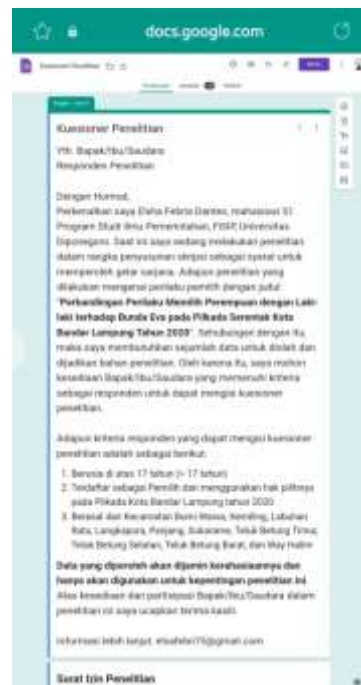 docs.google.com
Kuesioner Penelitian
Kuesioner Penelitian
Yth. Bapak/Ibu/Saudara
Responden Penelitian
Dengan Hormat,
Perkenalkan saya Elsha Febria Dantes, mahasiswi S1
Program Studi Ilmu Pemerintahan, FISIP, Universitas
Diponegoro. Saat ini saya sedang melakukan penelitian
dalam rangka penyusunan skripsi sebagai syarat untuk
memperoleh gelar sarjana. Adapun penelitian yang
dilakukan mengenai perilaku pemilih dengan judul:
"Perbandingan Perilaku Memilih Perempuan dengan Laki-
laki terhadap Bunda Eva pada Pilkada Serentak Kota
Bandar Lampung Tahun 2020". Sehubungan dengan itu,
maka saya membutuhkan sejumlah data untuk diolah dan
dijadikan bahan penelitian. Oleh karena itu, saya mohon
kesediaan Bapak/Ibu/Saudara yang memenuhi kriteria
sebagai responden untuk dapat mengisi kuesioner
penelitian.
Adapun kriteria responden yang dapat mengisi kuesioner
penelitian adalah sebagai berikut:
1. Berusia di atas 17 tahun (> 17 tahun)
2. Terdaftar sebagai Pemilih dan menggunakan hak pilihnya
pada Pilkada Kota Bandar Lampung tahun 2020
3. Berasal dari Kecamatan Bumi Waras, Kemiling, Labuhan
Ratu, Langkapura, Panjang, Sukarame, Teluk Betung Timur,
Teluk Betung Selatan, Teluk Betung Barat, dan Way Halim
Data yang diperoleh akan dijamin kerahasiaannya dan
hanya akan digunakan untuk kepentingan penelitian ini.
Atas kesediaan dan partisipasi Bapak/Ibu/Saudara dalam
penelitian ini saya ucapkan terima kasih.
Informasi lebih lanjut:
Surat Izin Penelitian